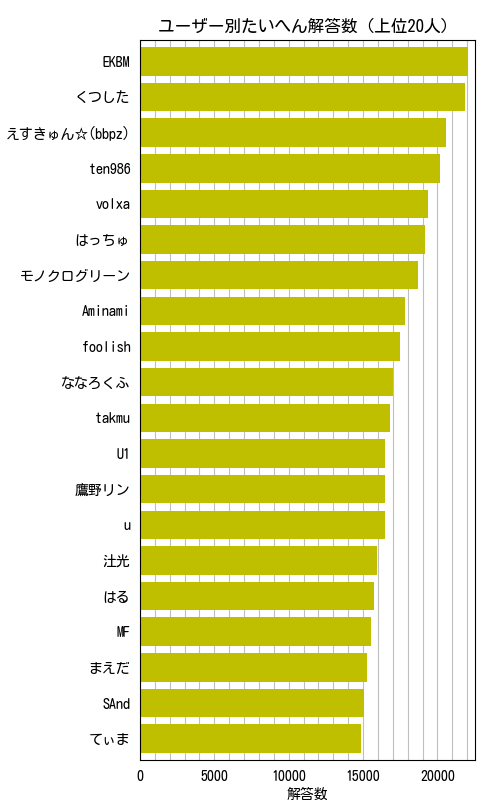 ユーザー別たいへん解答数 (上位20人)
EKBM
くつした
えすきゅん☆(bbpz)
ten986
volxa
はっちゅ
モノクログリーン
Aminami
foolish
ななろくふ
takmu
U1
鷹野リン
u
汢光
はる
MF
まえだ
SAnd
てぃま
0 5000 10000 15000 20000
解答数